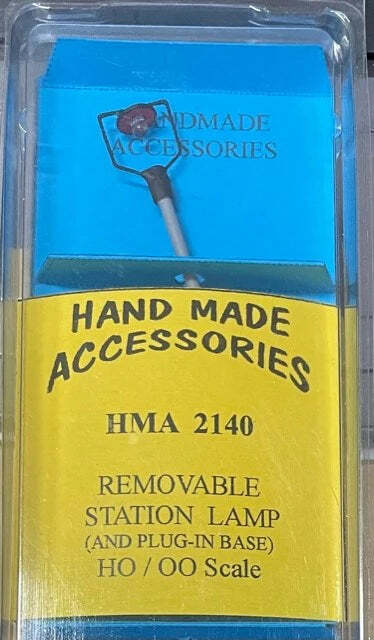 HANDMADE
ACCESSORIES
HAND MADE
ACCESSORIES
HMA 2140
REMOVABLE
STATION LAMP
(AND PLUG-IN BASE)
HO / OO Scale